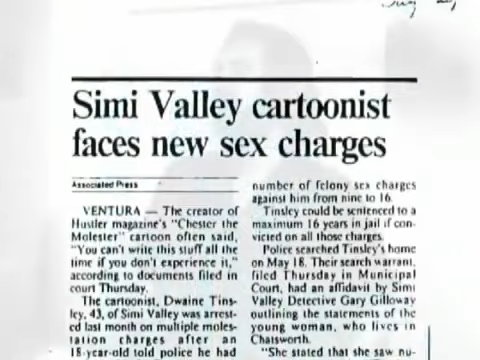 Simi Valley cartoonist
faces new sex charges
Associated Press
VENTURA — The creator of
Hustler magazine's "Chester the
Molester" cartoon often said,
"You can't write this stuff all the
time if you don't experience it,"
according to documents filed in
court Thursday.
The cartoonist, Dwaine Tins-
ley, 43, of Simi Valley was arrest-
ed last month on multiple moles-
tation charges after an
18-year-old told police he had
number of felony sex charges
against him from nine to 16.
Tinsley could be sentenced to a
maximum 16 years in jail if con-
victed on all those charges.
Police searched Tinsley's home
on May 18. Their search warrant,
filed Thursday in Municipal
Court, had an affidavit by Simi
Valley Detective Gary Gilloway
outlining the statements of the
young woman, who lives in
Chatsworth.
"She stated that she saw nu-